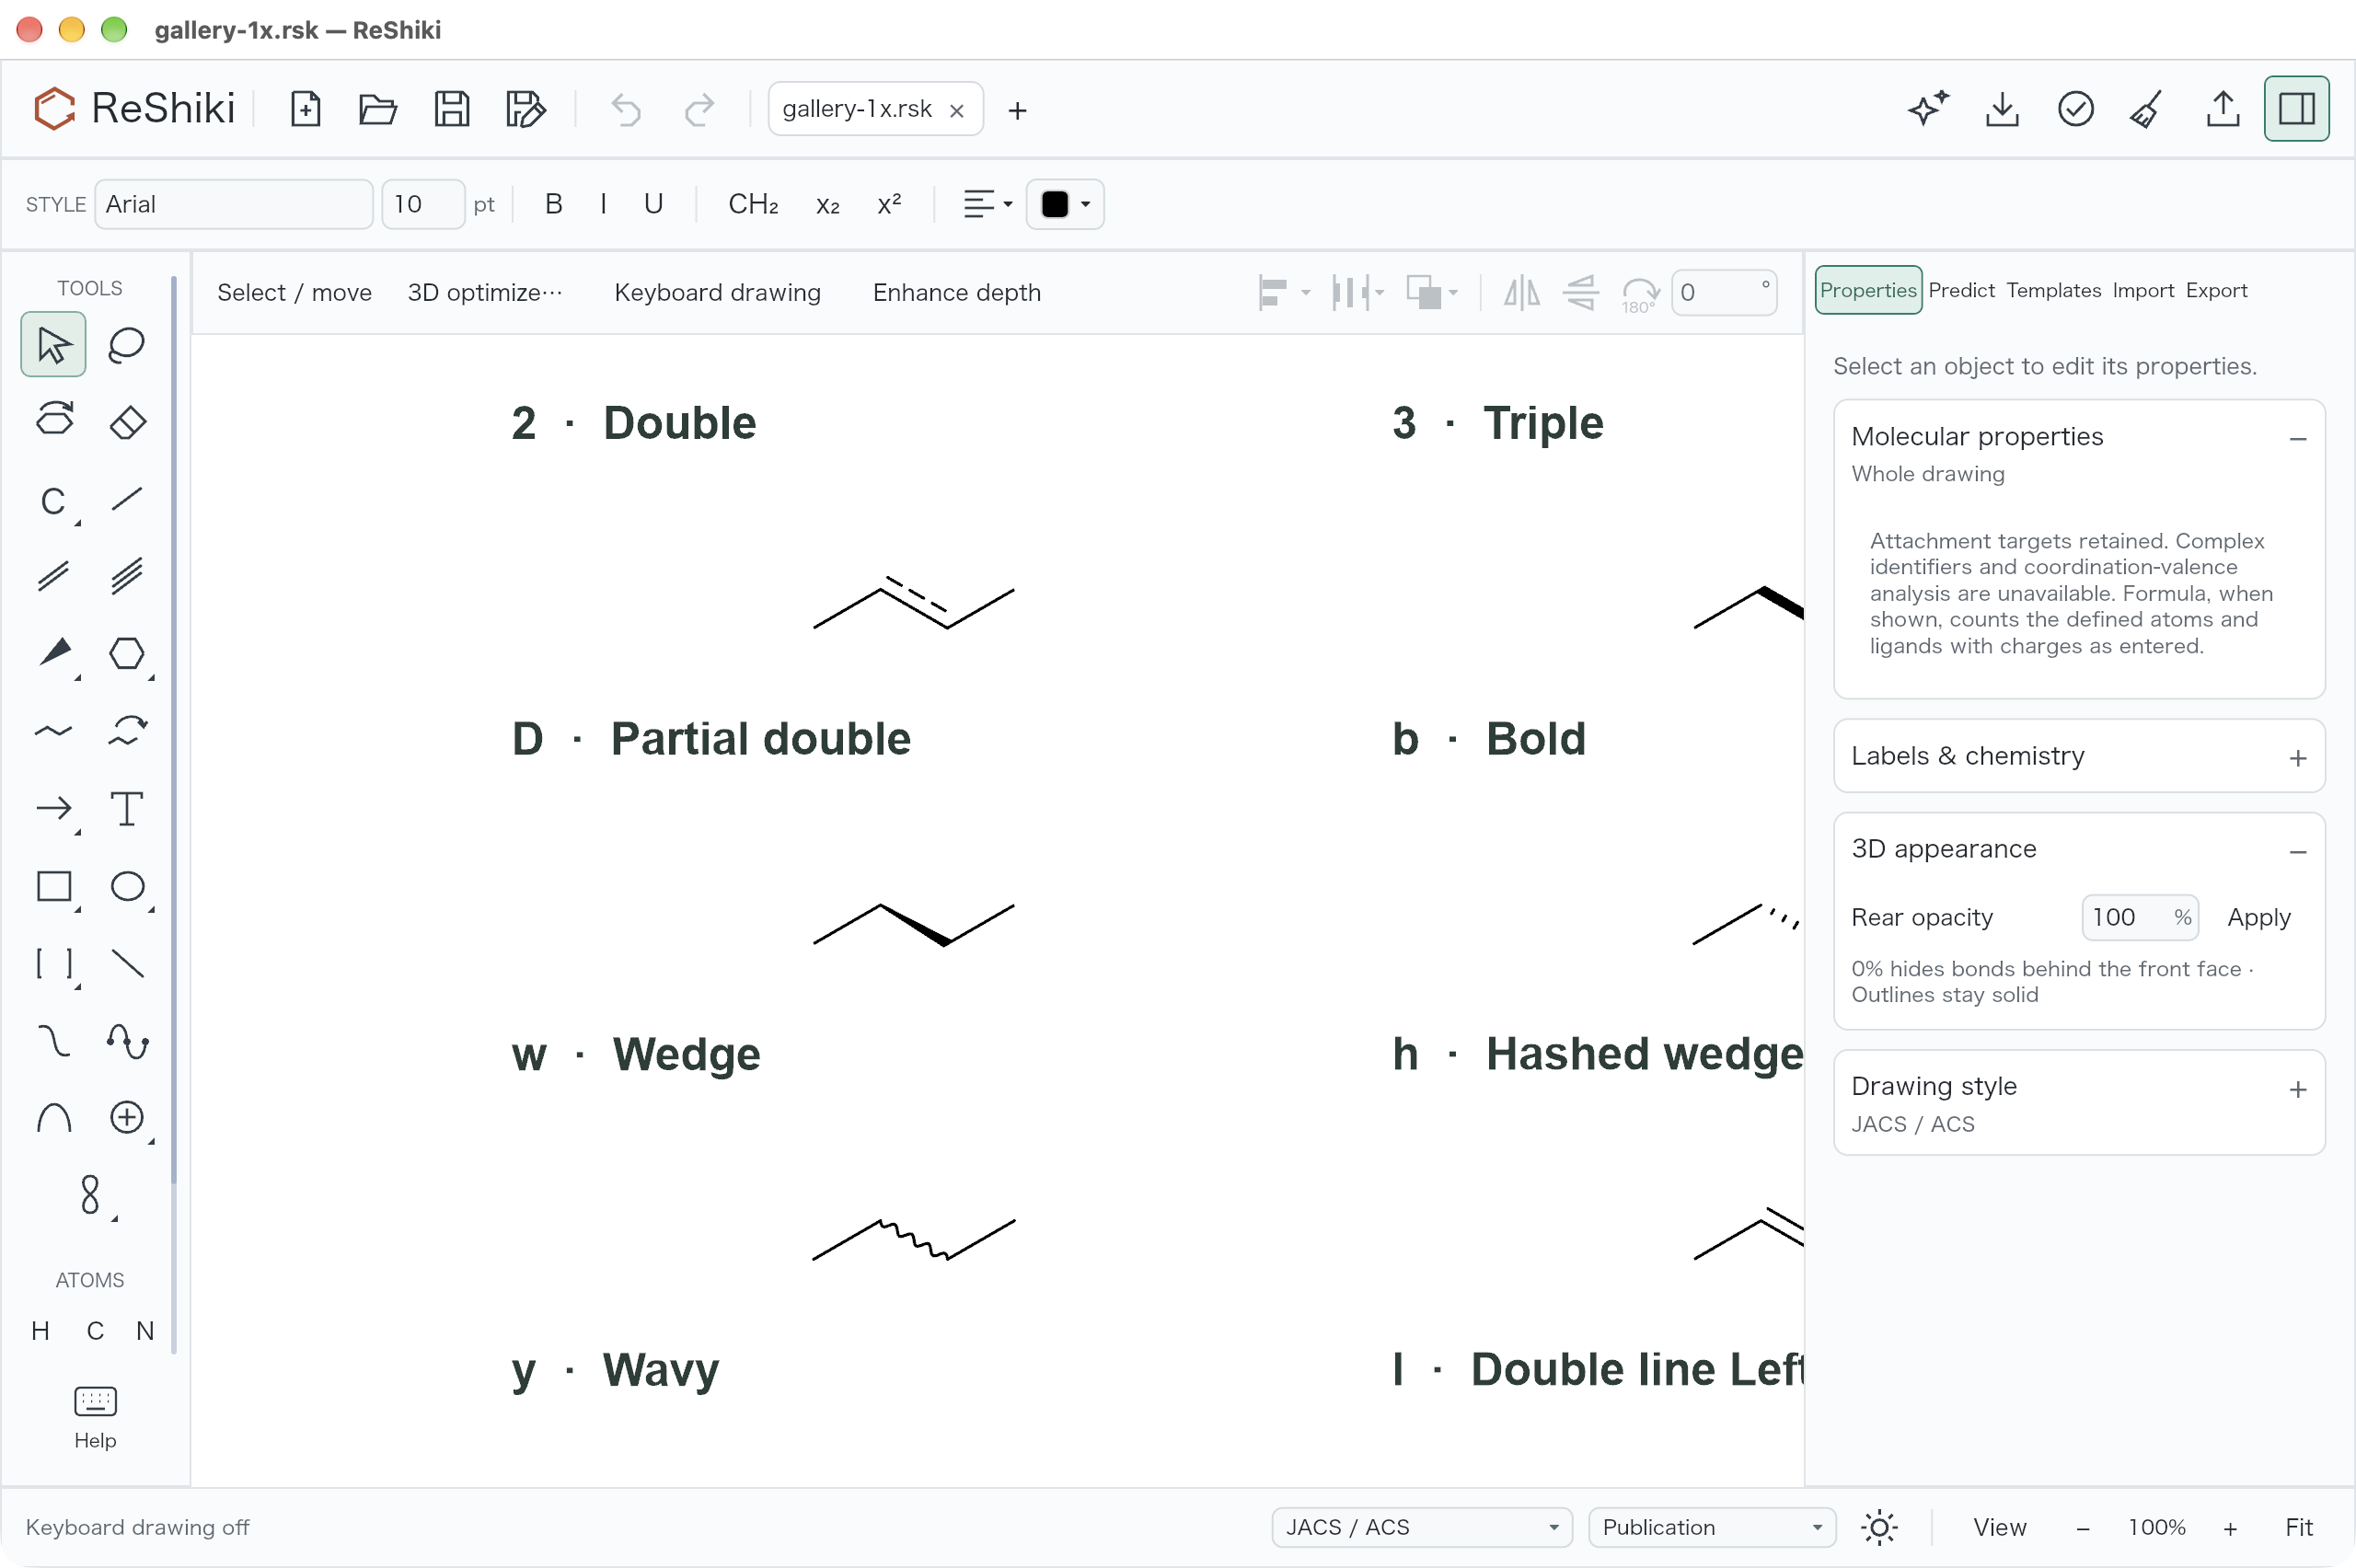 gallery-1x.rsk — ReShiki
ReShiki
gallery-1x.rsk × +
STYLE Arial 10 pt B I U CH₂ x₂ x² 
TOOLS
Select / move 3D optimize··· Keyboard drawing Enhance depth 180° 0 °
Properties Predict Templates Import Export
Select an object to edit its properties.
Molecular properties −
Whole drawing
Attachment targets retained. Complex
identifiers and coordination-valence
analysis are unavailable. Formula, when
shown, counts the defined atoms and
ligands with charges as entered.
Labels & chemistry +
3D appearance −
Rear opacity 100 % Apply
0% hides bonds behind the front face ·
Outlines stay solid
Drawing style +
JACS / ACS
2 · Double
3 · Triple
D · Partial double
b · Bold
w · Wedge
h · Hashed wedge
y · Wavy
l · Double line Left
C
T
[ ]
ATOMS
H C N
Help
Keyboard drawing off
JACS / ACS
Publication
View − 100% + Fit